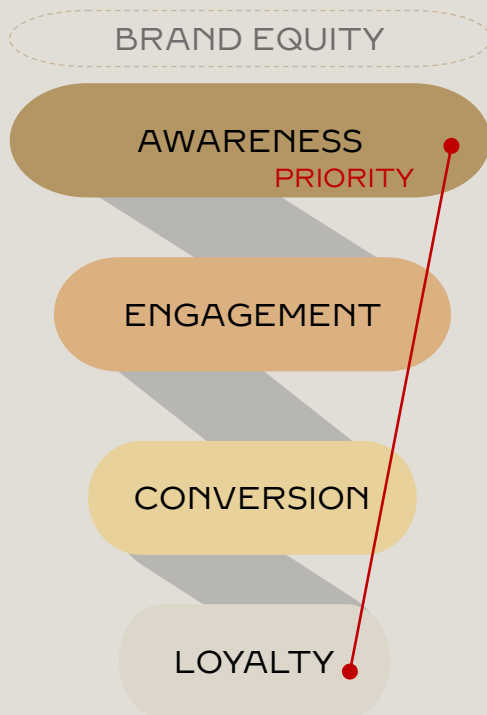 BRAND EQUITY
AWARENESS
PRIORITY
ENGAGEMENT
CONVERSION
LOYALTY